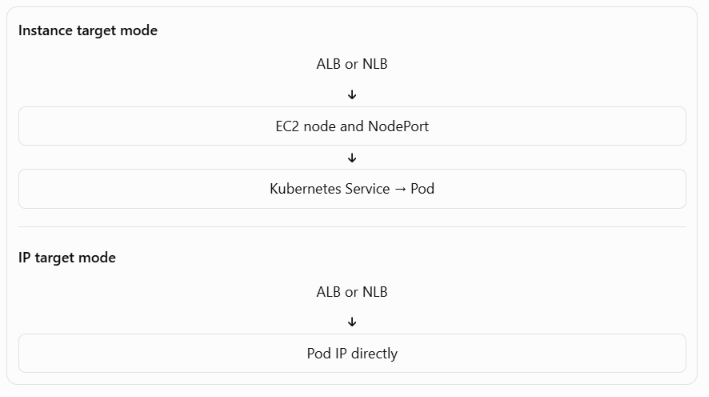 Instance target mode
ALB or NLB
↓
EC2 node and NodePort
↓
Kubernetes Service → Pod
IP target mode
ALB or NLB
↓
Pod IP directly